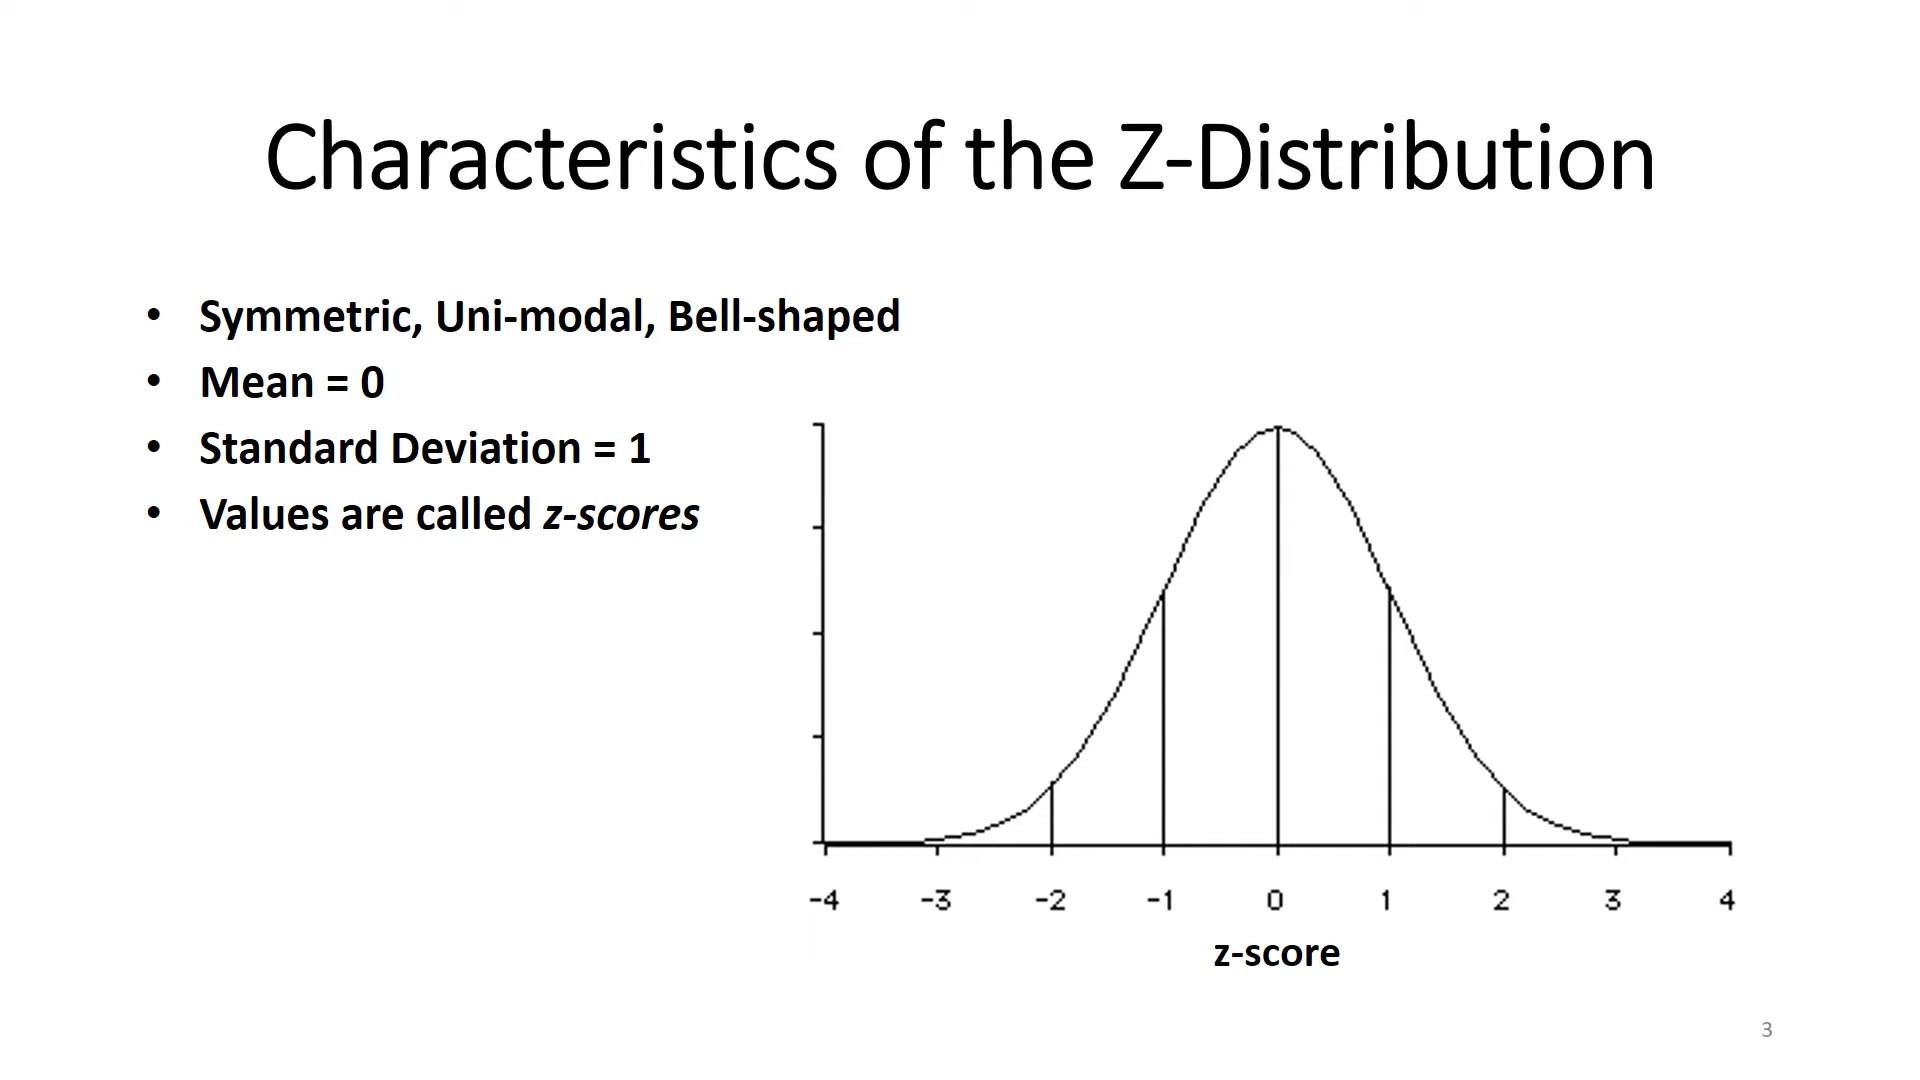 Characteristics of the Z-Distribution
• Symmetric, Uni-modal, Bell-shaped
• Mean = 0
• Standard Deviation = 1
• Values are called z-scores
-4 -3 -2 -1 0 1 2 3 4
z-score
3